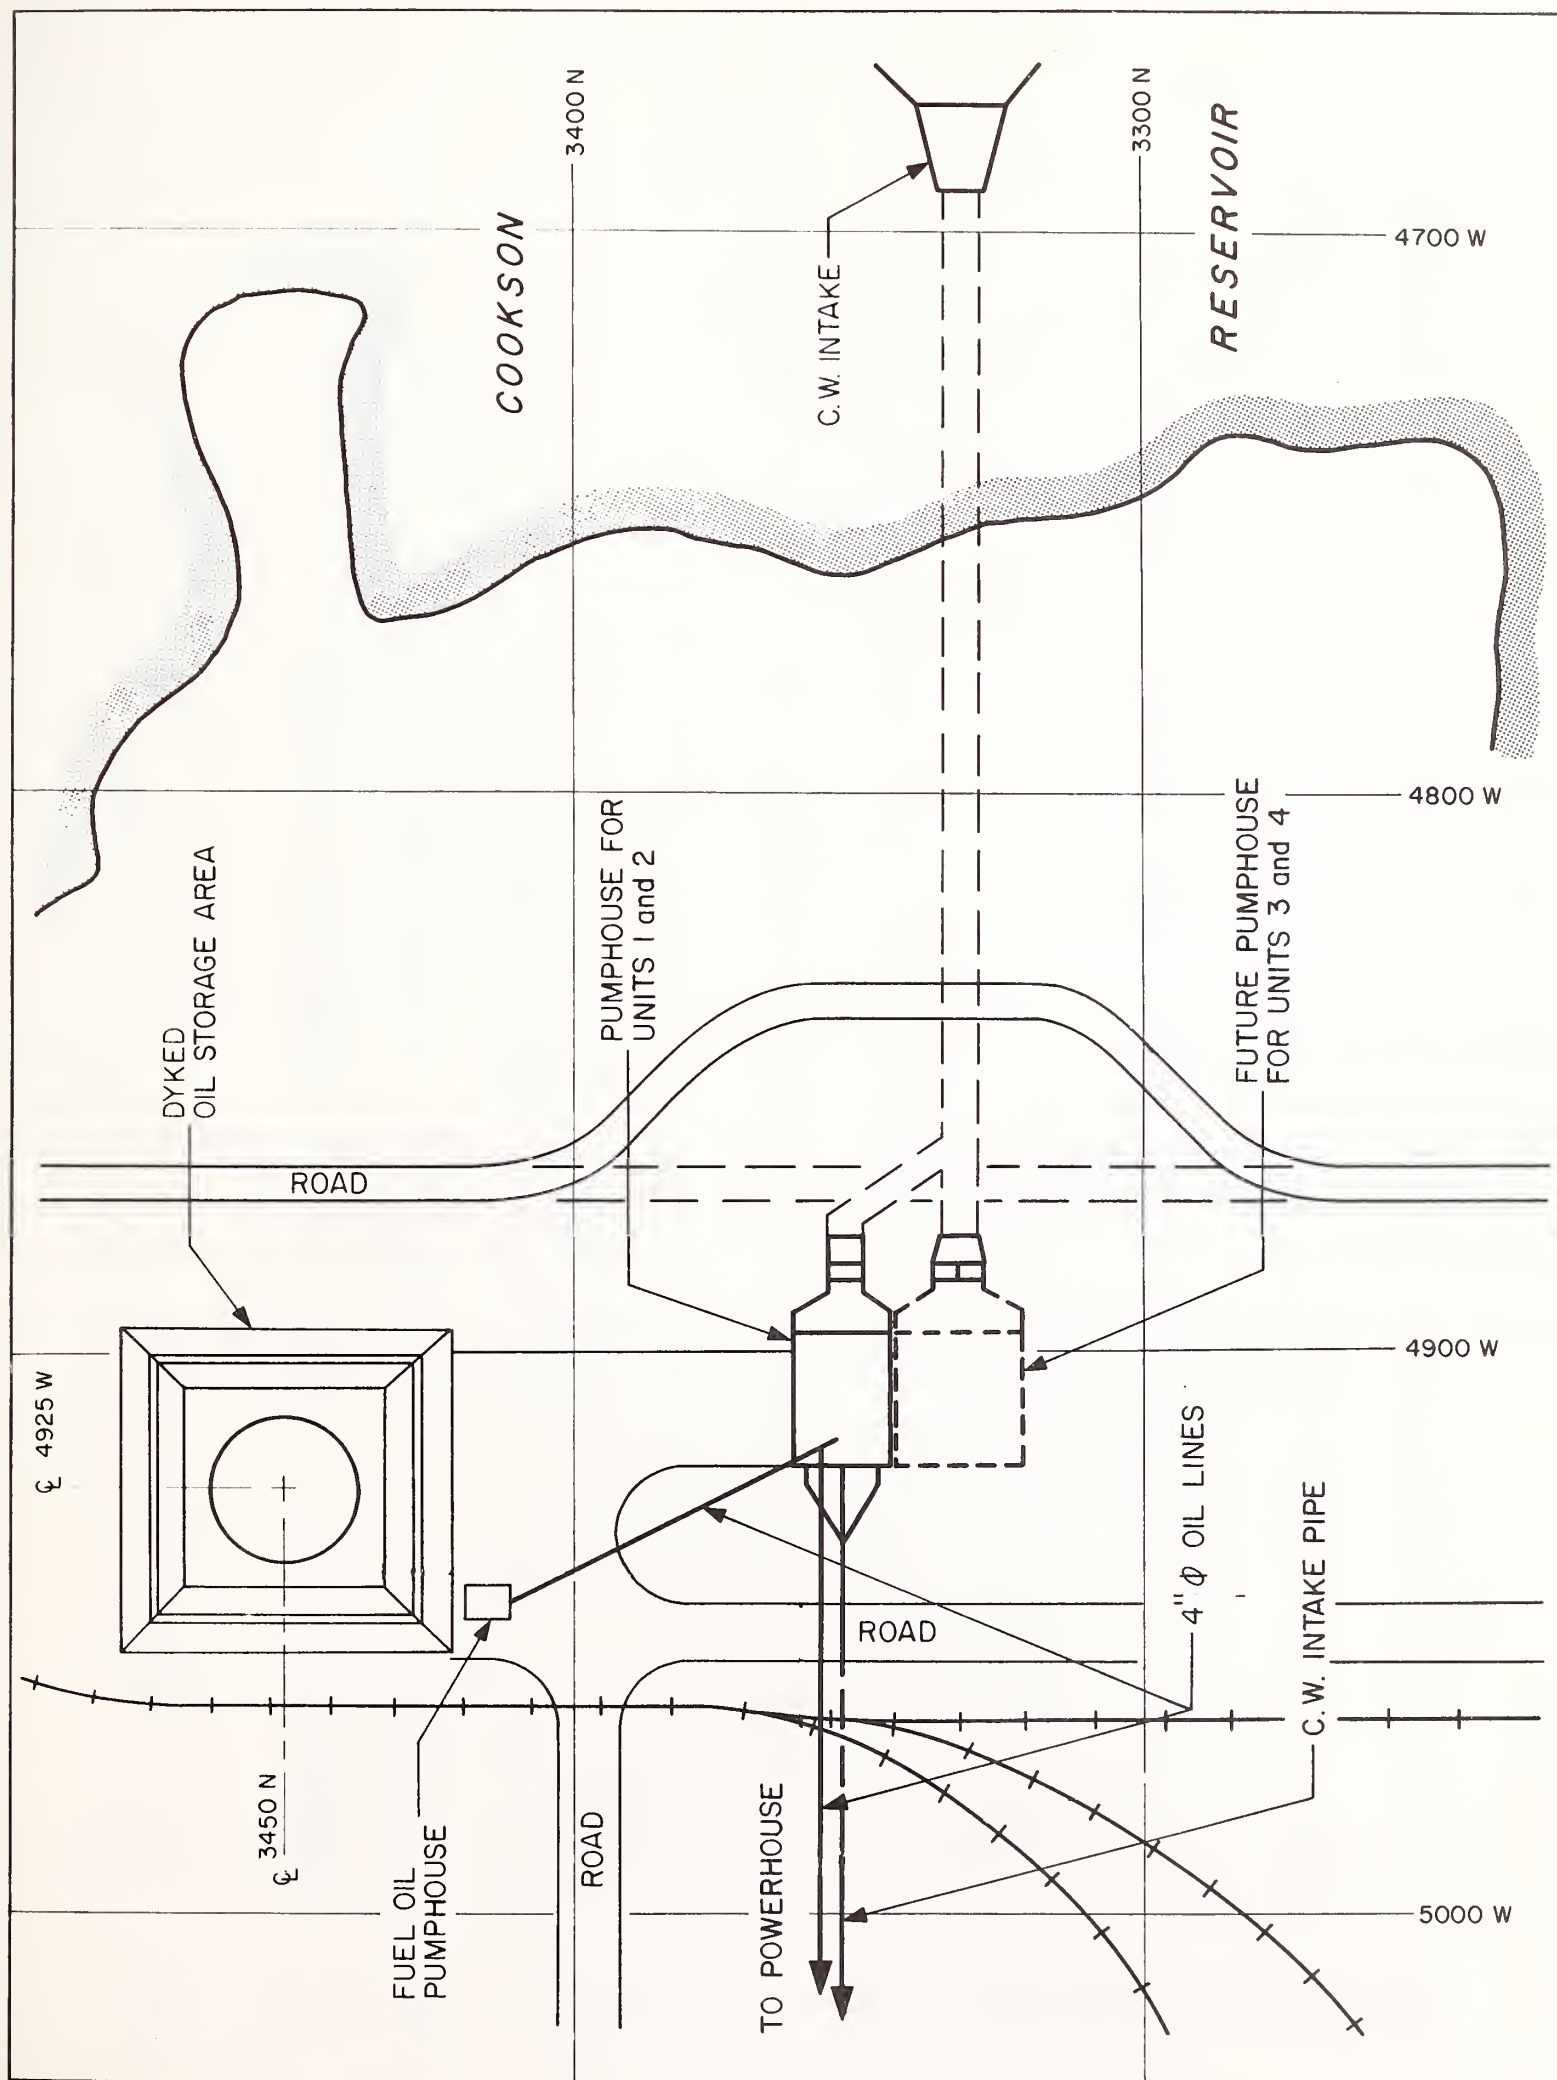 3400 N
3300 N
COOKSON
RESERVOIR
4700 W
C.W. INTAKE
4800 W
DYKED
OIL STORAGE AREA
PUMPHOUSE FOR
UNITS 1 and 2
FUTURE PUMPHOUSE
FOR UNITS 3 and 4
ROAD
4900 W
℄ 4925 W
4" φ OIL LINES
C.W. INTAKE PIPE
ROAD
℄ 3450 N
FUEL OIL
PUMPHOUSE
ROAD
TO POWERHOUSE
5000 W